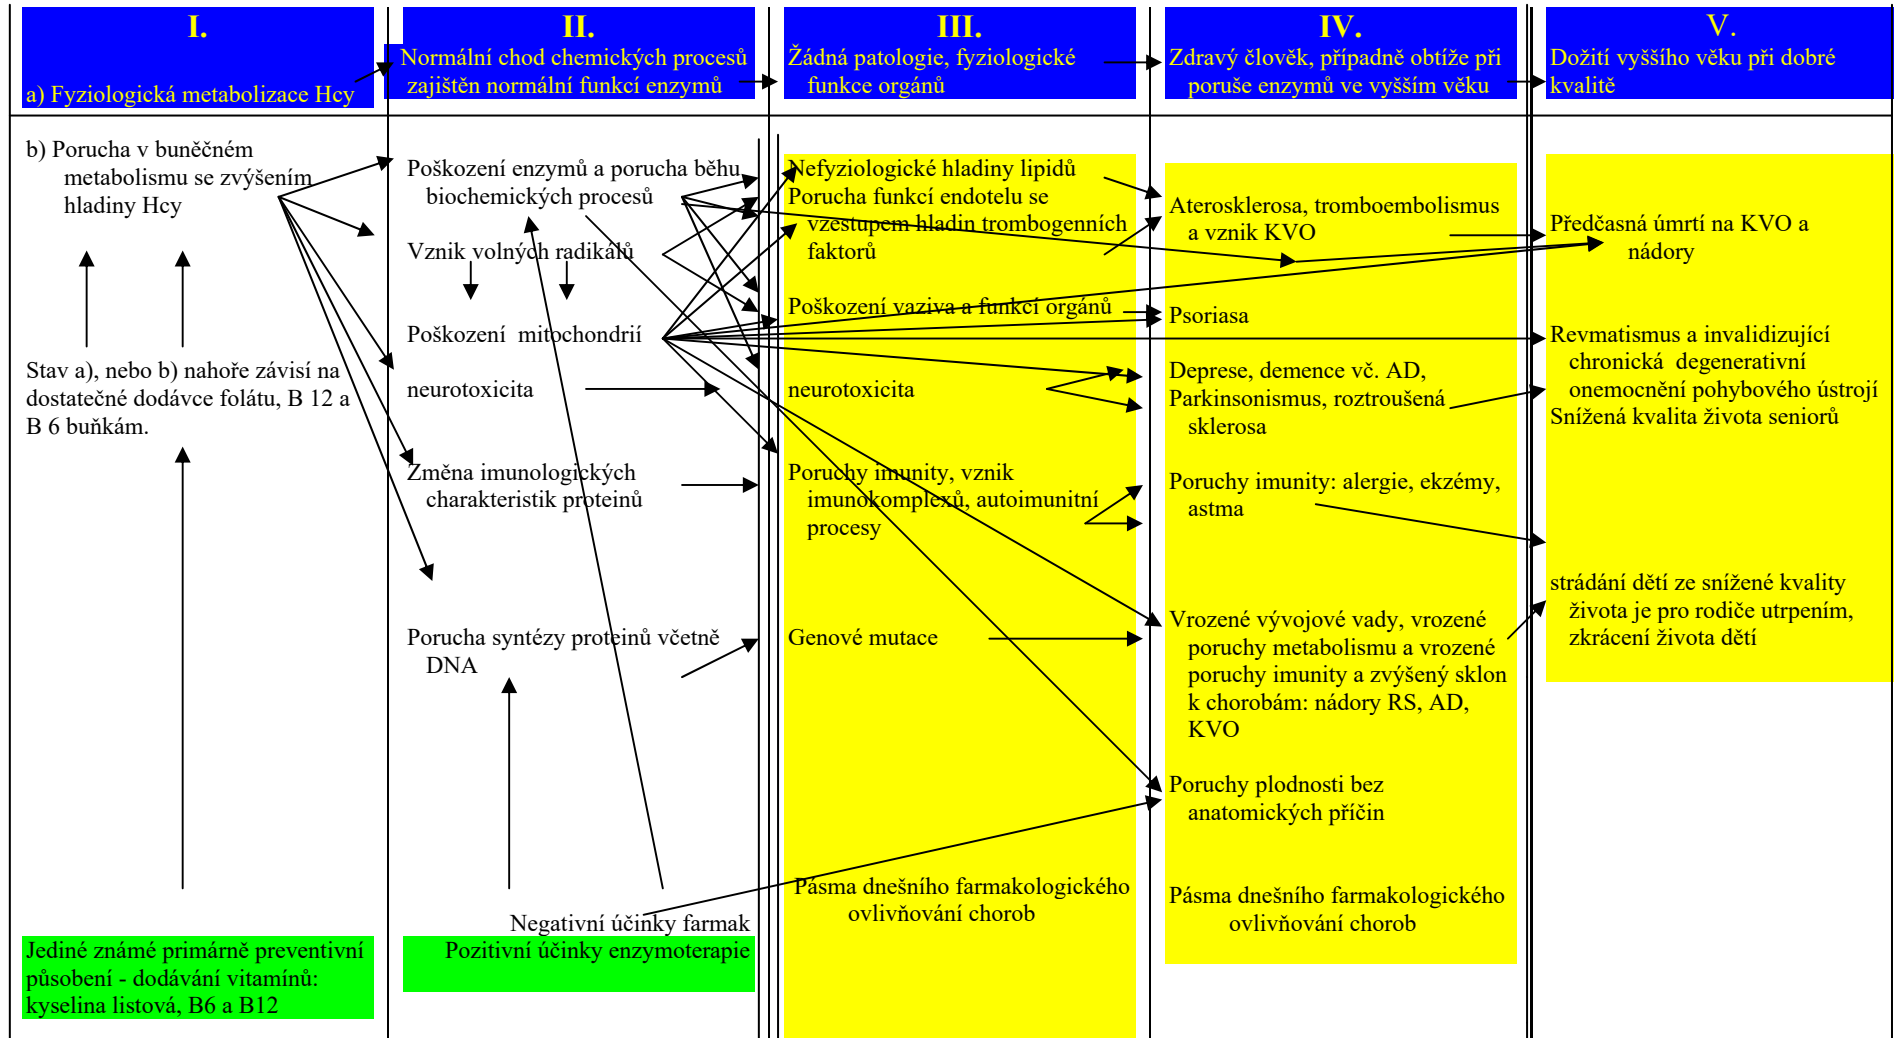 I.
a) Fyziologická metabolizace Hcy
II.
Normální chod chemických procesů
zajištěn normální funkcí enzymů
III.
Žádná patologie, fyziologické
funkce orgánů
IV.
Zdravý člověk, případně obtíže při
poruše enzymů ve vyšším věku
V.
Dožití vyššího věku při dobré
kvalitě
b) Porucha v buněčném
metabolismu se zvýšením
hladiny Hcy
Stav a), nebo b) nahoře závisí na
dostatečné dodávce folátu, B 12 a
B 6 buňkám.
Jediné známé primárně preventivní
působení - dodávání vitamínů:
kyselina listová, B6 a B12
Poškození enzymů a porucha běhu
biochemických procesů
Vznik volných radikálů
Poškození  mitochondrií
neurotoxicita
Změna imunologických
charakteristik proteinů
Porucha syntézy proteinů včetně
DNA
Negativní účinky farmak
Pozitivní účinky enzymoterapie
Nefyziologické hladiny lipidů
Porucha funkcí endotelu se
vzestupem hladin trombogenních
faktorů
Poškození vaziva a funkcí orgánů
neurotoxicita
Poruchy imunity, vznik
imunokomplexů, autoimunitní
procesy
Genové mutace
Pásma dnešního farmakologického
ovlivňování chorob
Aterosklerosa, tromboembolismus
a vznik KVO
Psoriasa
Deprese, demence vč. AD,
Parkinsonismus, roztroušená
sklerosa
Poruchy imunity: alergie, ekzémy,
astma
Vrozené vývojové vady, vrozené
poruchy metabolismu a vrozené
poruchy imunity a zvýšený sklon
k chorobám: nádory RS, AD,
KVO
Poruchy plodnosti bez
anatomických příčin
Pásma dnešního farmakologického
ovlivňování chorob
Předčasná úmrtí na KVO a
nádory
Revmatismus a invalidizující
chronická  degenerativní
onemocnění pohybového ústrojí
Snížená kvalita života seniorů
strádání dětí ze snížené kvality
života je pro rodiče utrpením,
zkrácení života dětí